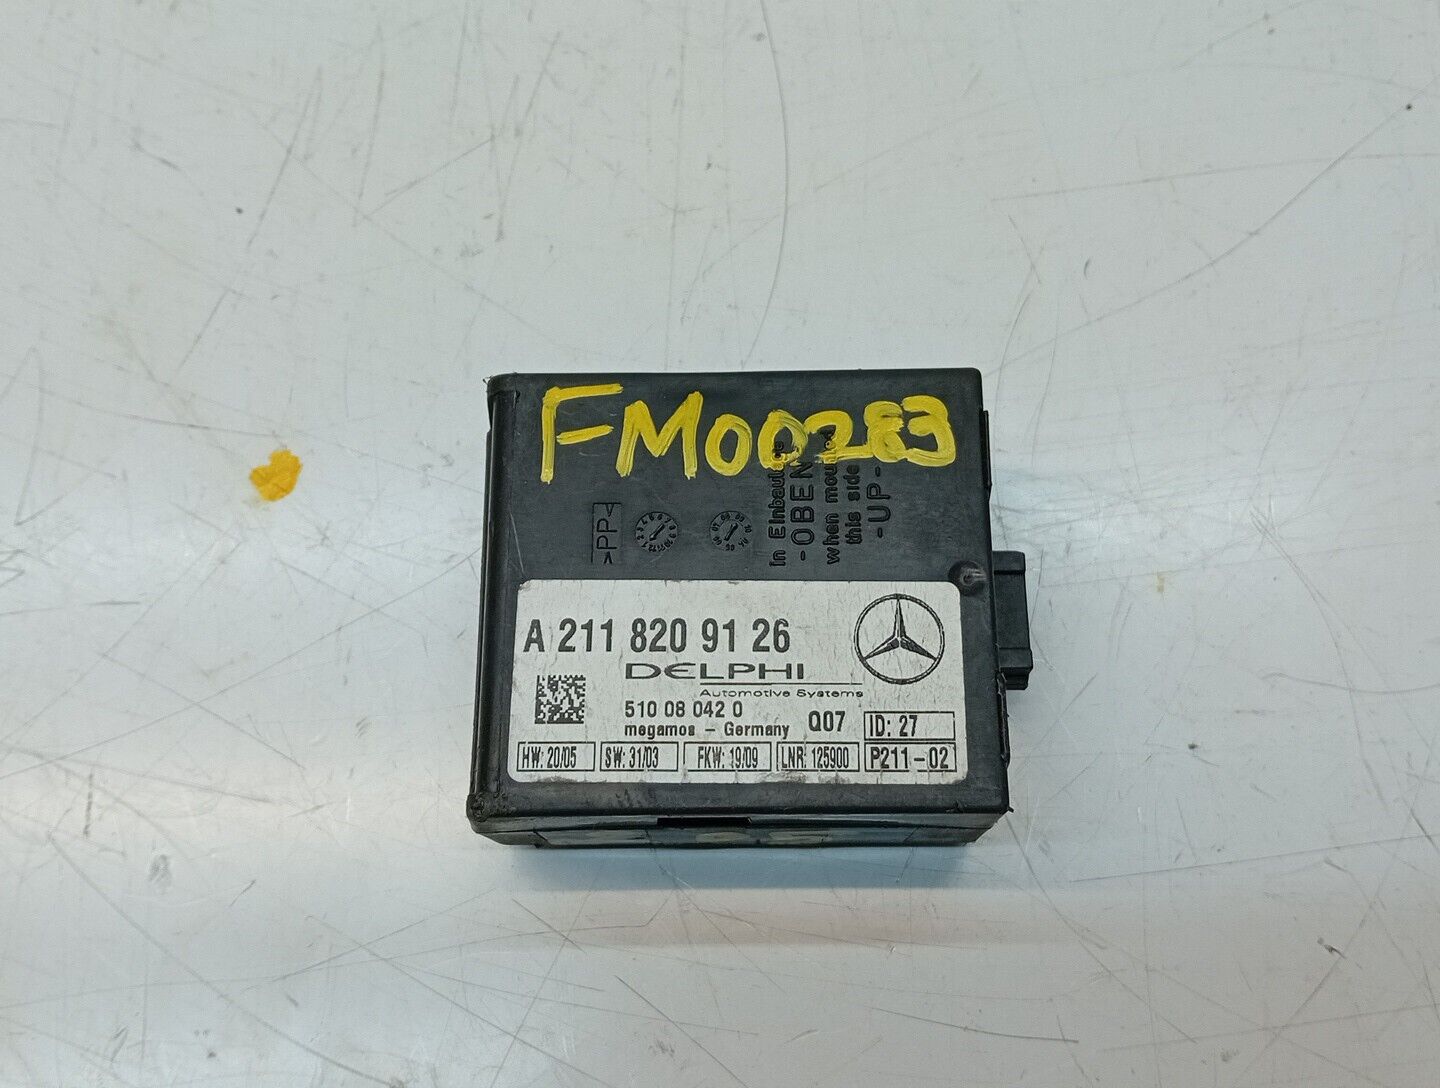 FM00283
>PP<
in Einbaulage
-OBEN-
when mounted
this side
-UP-
A 211 820 91 26
DELPHI
Automotive Systems
510 08 042 0
megamos - Germany
Q07
ID: 27
HW: 20/05
SW: 31/03
FKW: 19/09
LNR: 125900
P211-02